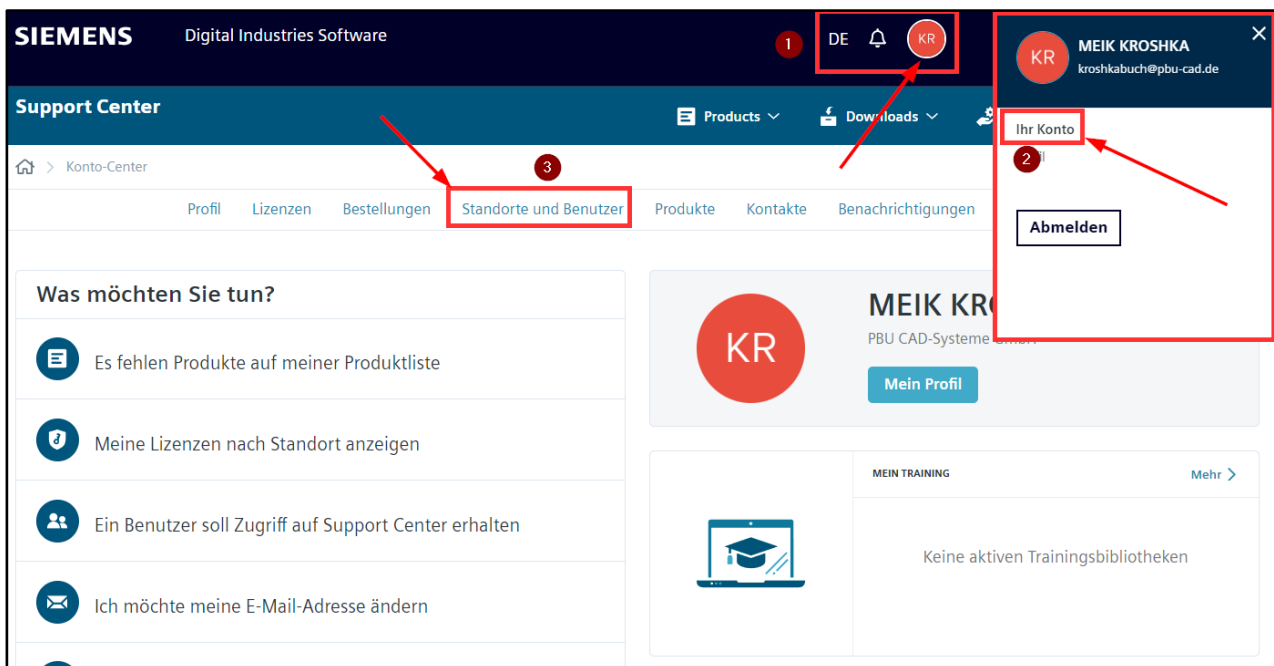 SIEMENS Digital Industries Software
1 DE KR
KR
MEIK KROSHKA
kroshkabuch@pbu-cad.de
Support Center
Products
Downloads
Ihr Konto
2
Abmelden
Konto-Center
3
Profil Lizenzen Bestellungen Standorte und Benutzer Produkte Kontakte Benachrichtigungen
Was möchten Sie tun?
Es fehlen Produkte auf meiner Produktliste
Meine Lizenzen nach Standort anzeigen
Ein Benutzer soll Zugriff auf Support Center erhalten
Ich möchte meine E-Mail-Adresse ändern
KR
MEIK
PBU CAD-Systeme
Mein Profil
MEIN TRAINING Mehr
Keine aktiven Trainingsbibliotheken